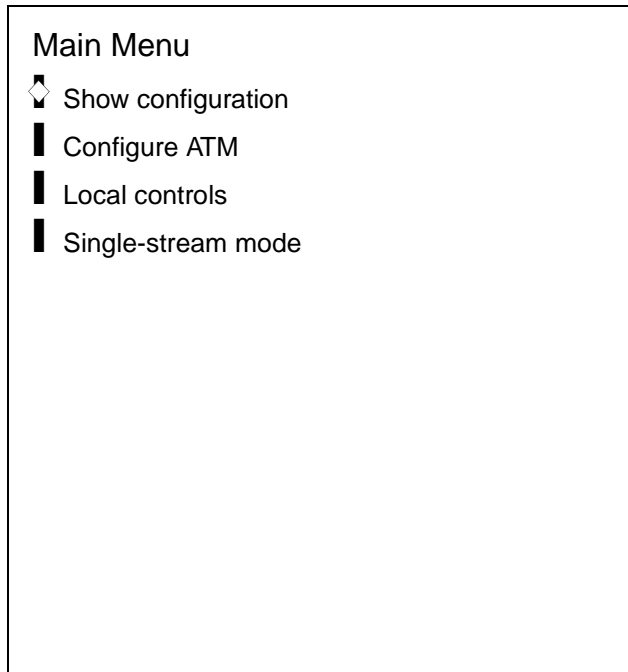 Main Menu
Show configuration
Configure ATM
Local controls
Single-stream mode